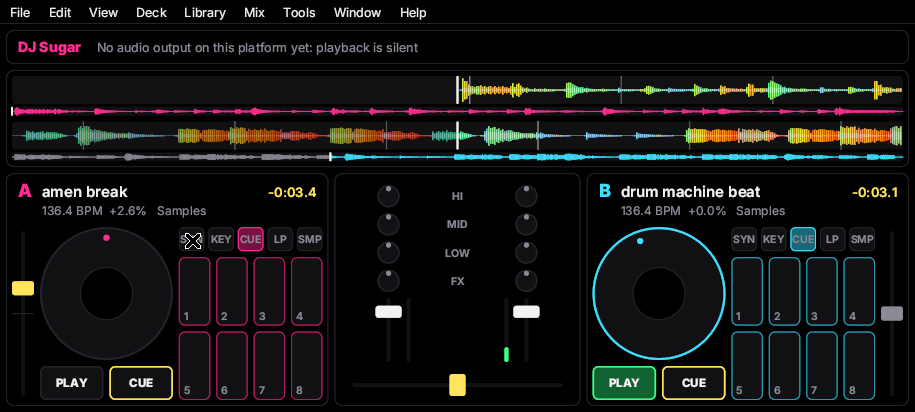 File Edit View Deck Library Mix Tools Window Help
DJ Sugar No audio output on this platform yet: playback is silent
A amen break -0:03.4
136.4 BPM +2.6% Samples
KEY CUE LP SMP
1 2 3 4
5 6 7 8
PLAY CUE
HI
MID
LOW
FX
B drum machine beat -0:03.1
136.4 BPM +0.0% Samples
SYN KEY CUE LP SMP
1 2 3 4
5 6 7 8
PLAY CUE